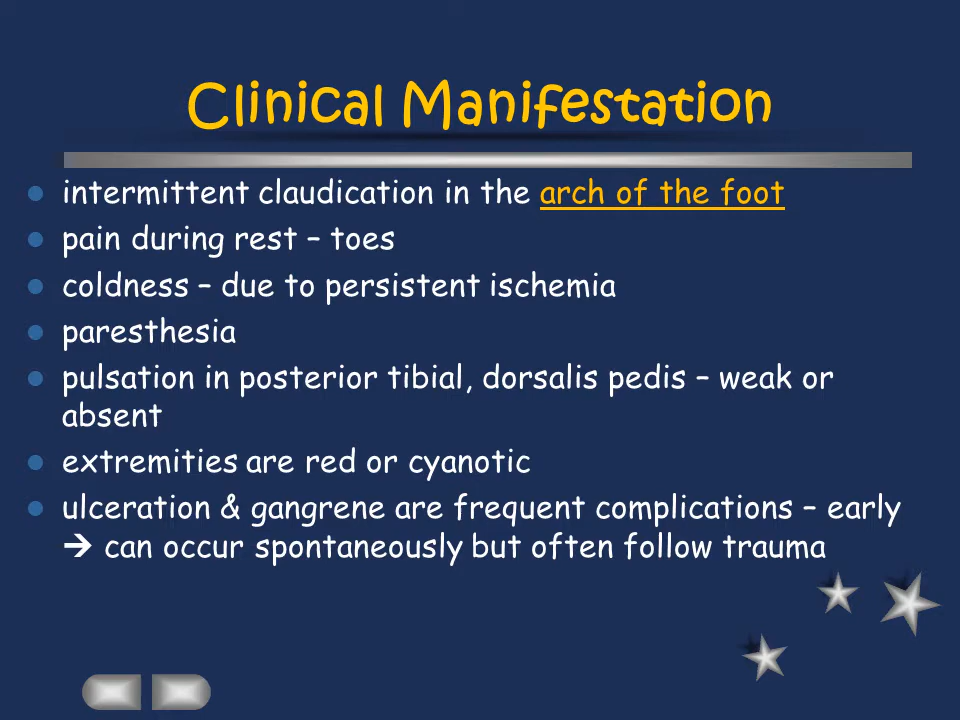 Clinical Manifestation
intermittent claudication in the arch of the foot
pain during rest – toes
coldness – due to persistent ischemia
paresthesia
pulsation in posterior tibial, dorsalis pedis – weak or
absent
extremities are red or cyanotic
ulceration & gangrene are frequent complications – early
➔ can occur spontaneously but often follow trauma